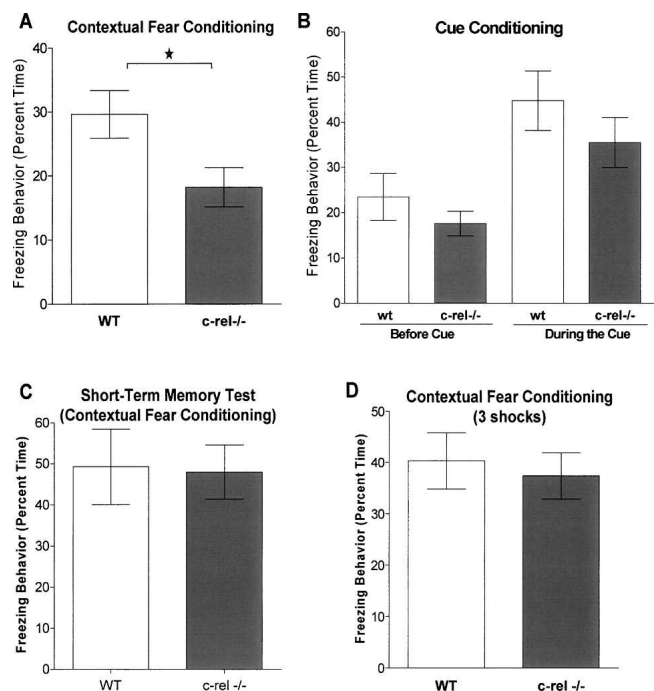 A
Contextual Fear Conditioning
Freezing Behavior (Percent Time)
40
30
20
10
0
★
WT
c-rel-/-
B
Cue Conditioning
Freezing Behavior (Percent Time)
60
50
40
30
20
10
0
wt
c-rel-/-
wt
c-rel-/-
Before Cue
During the Cue
C
Short-Term Memory Test
(Contextual Fear Conditioning)
Freezing Behavior (Percent Time)
60
50
40
30
20
10
0
WT
c-rel -/-
D
Contextual Fear Conditioning
(3 shocks)
Freezing Behavior (Percent Time)
50
40
30
20
10
0
WT
c-rel -/-